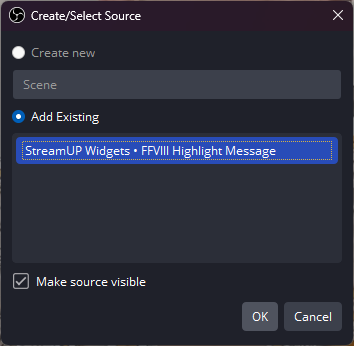 Create/Select Source
Create new
Scene
Add Existing
StreamUP Widgets • FFVIII Highlight Message
Make source visible
OK
Cancel